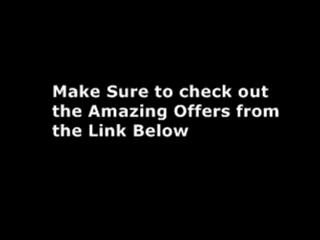 Make Sure to check out
the Amazing Offers from
the Link Below